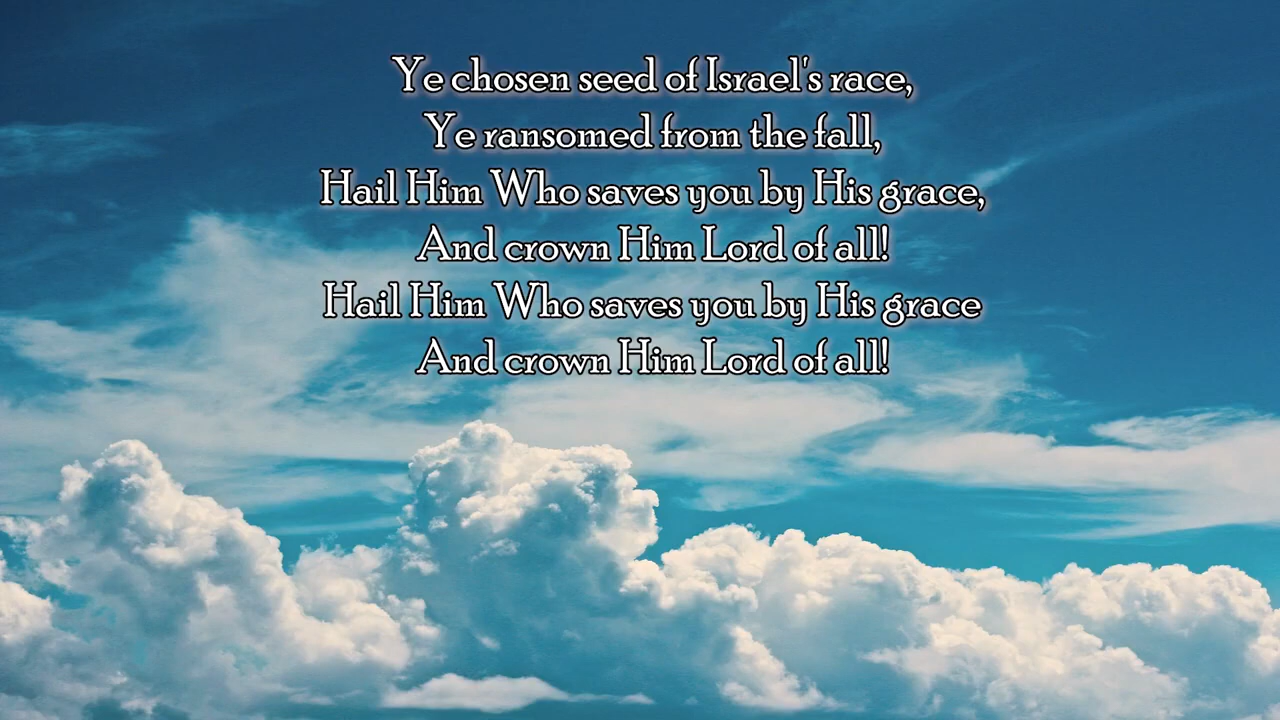 Ye chosen seed of Israel's race,
Ye ransomed from the fall,
Hail Him Who saves you by His grace,
And crown Him Lord of all!
Hail Him Who saves you by His grace
And crown Him Lord of all!